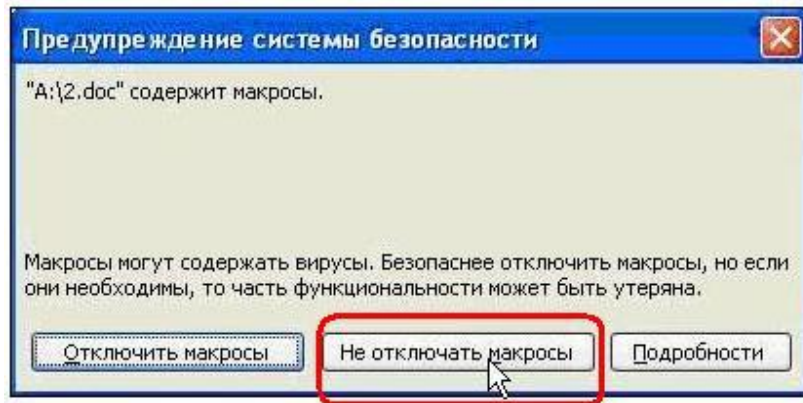 Предупреждение системы безопасности
"A:\2.doc" содержит макросы.
Макросы могут содержать вирусы. Безопаснее отключить макросы, но если
они необходимы, то часть функциональности может быть утеряна.
Отключить макросы
Не отключать макросы
Подробности